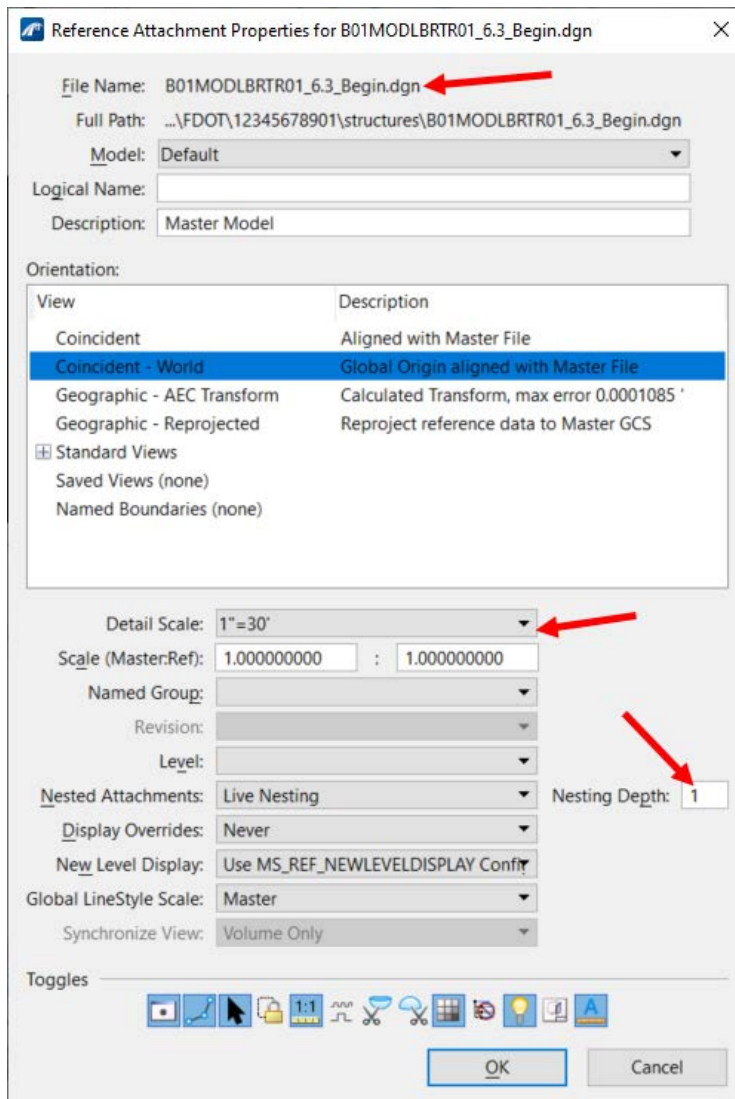 Reference Attachment Properties for B01MODLBRTR01_6.3_Begin.dgn
File Name: B01MODLBRTR01_6.3_Begin.dgn
Full Path: ...\FDOT\12345678901\structures\B01MODLBRTR01_6.3_Begin.dgn
Model: Default
Logical Name:
Description: Master Model
Orientation:
View Description
Coincident Aligned with Master File
Coincident - World Global Origin aligned with Master File
Geographic - AEC Transform Calculated Transform, max error 0.0001085 '
Geographic - Reprojected Reproject reference data to Master GCS
Standard Views
Saved Views (none)
Named Boundaries (none)
Detail Scale: 1"=30'
Scale (Master:Ref): 1.000000000 : 1.000000000
Named Group:
Revision:
Level:
Nested Attachments: Live Nesting Nesting Depth: 1
Display Overrides: Never
New Level Display: Use MS_REF_NEWLEVELDISPLAY Confi
Global LineStyle Scale: Master
Synchronize View: Volume Only
Toggles
1:1 A
OK Cancel